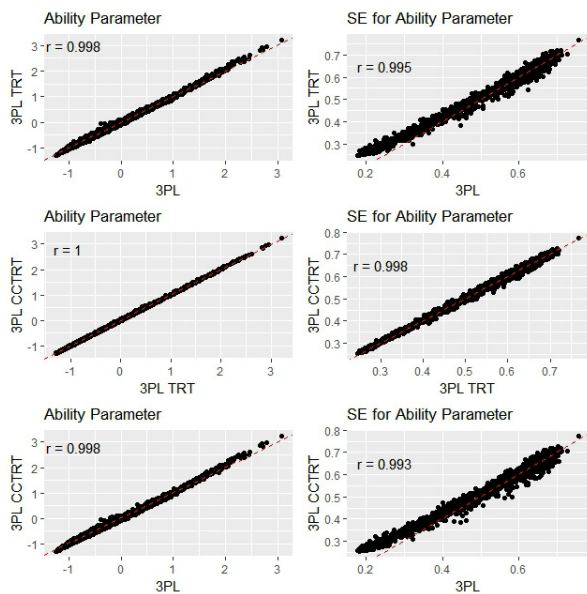 Ability Parameter
r = 0.998
3PL TRT
3
2
1
0
-1
-1
0
1
2
3
3PL
SE for Ability Parameter
r = 0.995
3PL TRT
0.7
0.6
0.5
0.4
0.3
0.2
0.4
0.6
3PL
Ability Parameter
r = 1
3PL CCTRT
3
2
1
0
-1
-1
0
1
2
3
3PL TRT
SE for Ability Parameter
r = 0.998
3PL CCTRT
0.8
0.7
0.6
0.5
0.4
0.3
0.3
0.4
0.5
0.6
0.7
3PL TRT
Ability Parameter
r = 0.998
3PL CCTRT
3
2
1
0
-1
-1
0
1
2
3
3PL
SE for Ability Parameter
r = 0.993
3PL CCTRT
0.8
0.7
0.6
0.5
0.4
0.3
0.2
0.4
0.6
3PL